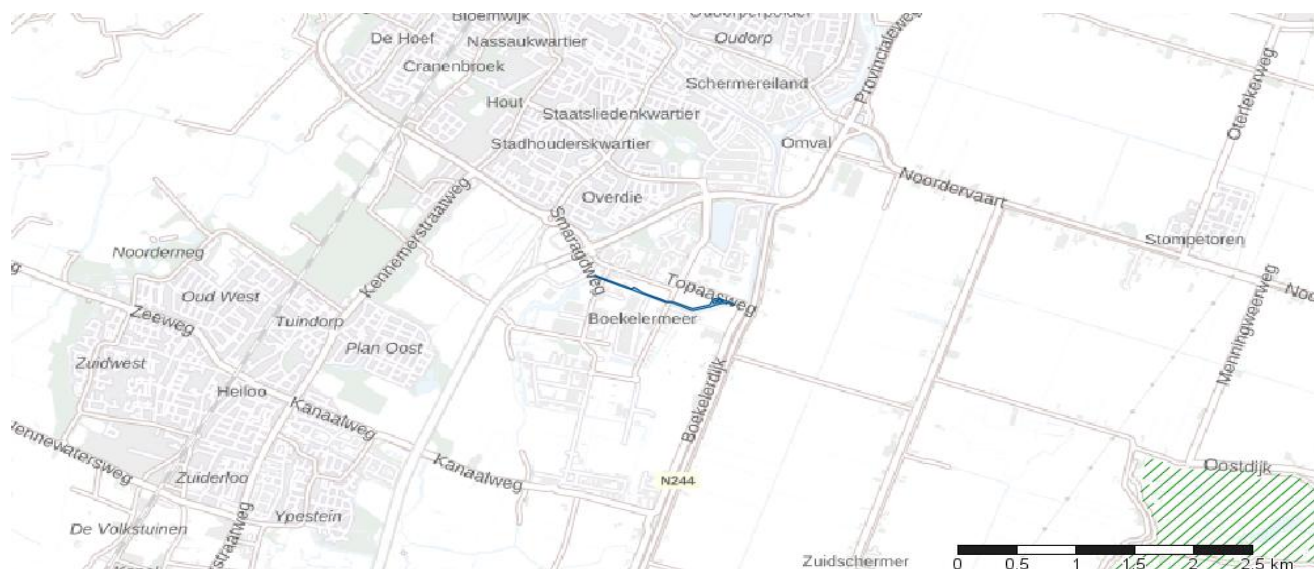 Bloemwijk
Oudorperpolder
De Hoef
Nassaukwartier
Oudorp
Cranenbroek
Schermereiland
Provincialeweg
Oterlekerweg
Hout
Staatsliedenkwartier
Stadhouderskwartier
Omval
Noordervaart
Kennemerstraatweg
Overdie
Smaragdweg
Stompetoren
Noorderneg
Oud West
Topaasweg
Zeeweg
Tuindorp
Boekelermeer
Plan Oost
Zuidwest
Menningweerweg
Boekelerdijk
Heiloo
Kanaalweg
Kanaalweg
Oostdijk
Zuiderloo
N244
Ypestein
De Volkstuinen
Zuidschermer
0 0.5 1 1.5 2 2.5 km